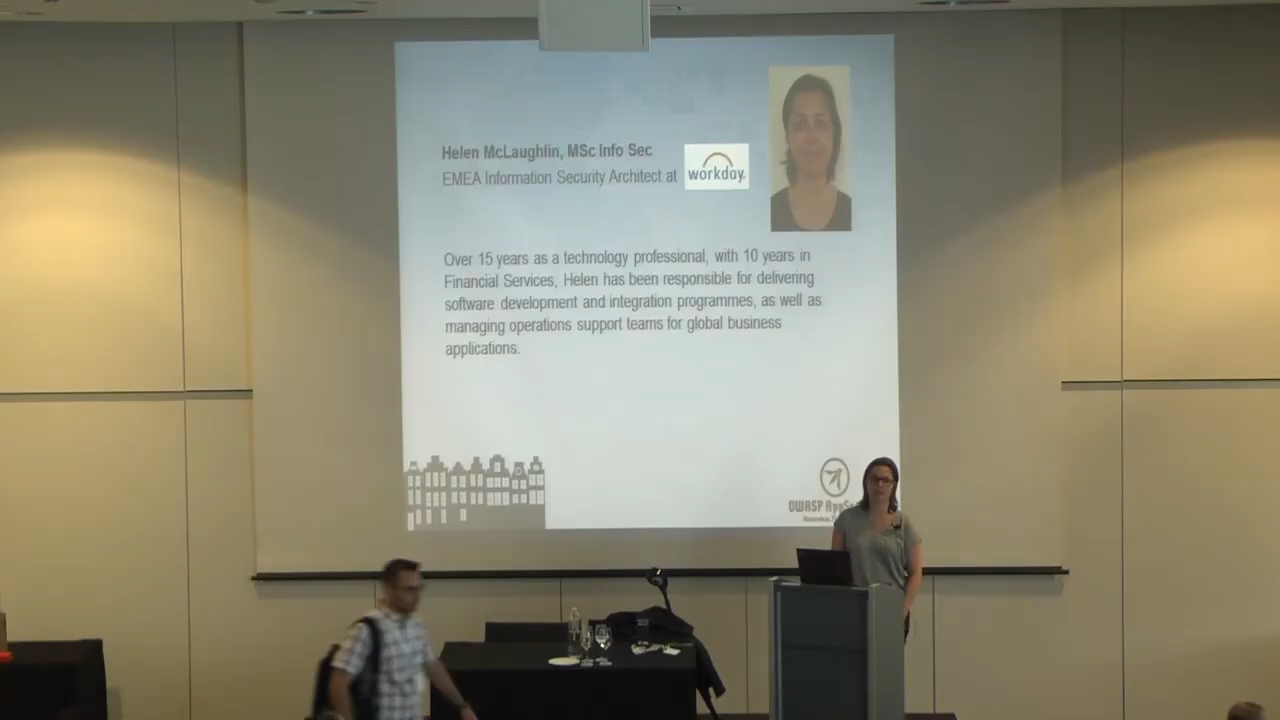 Helen McLaughlin, MSc Info Sec
EMEA Information Security Architect at
workday.
Over 15 years as a technology professional, with 10 years in
Financial Services, Helen has been responsible for delivering
software development and integration programmes, as well as
managing operations support teams for global business
applications.
OWASP